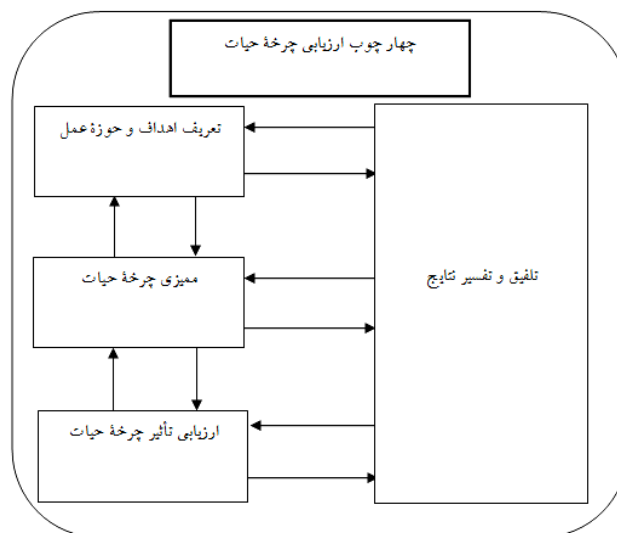 چهار چوب ارزیابی چرخهٔ حیات
تعریف اهداف و حوزهٔ عمل
ممیزی چرخهٔ حیات
تلفیق و تفسیر نتایج
ارزیابی تأثیر چرخهٔ حیات